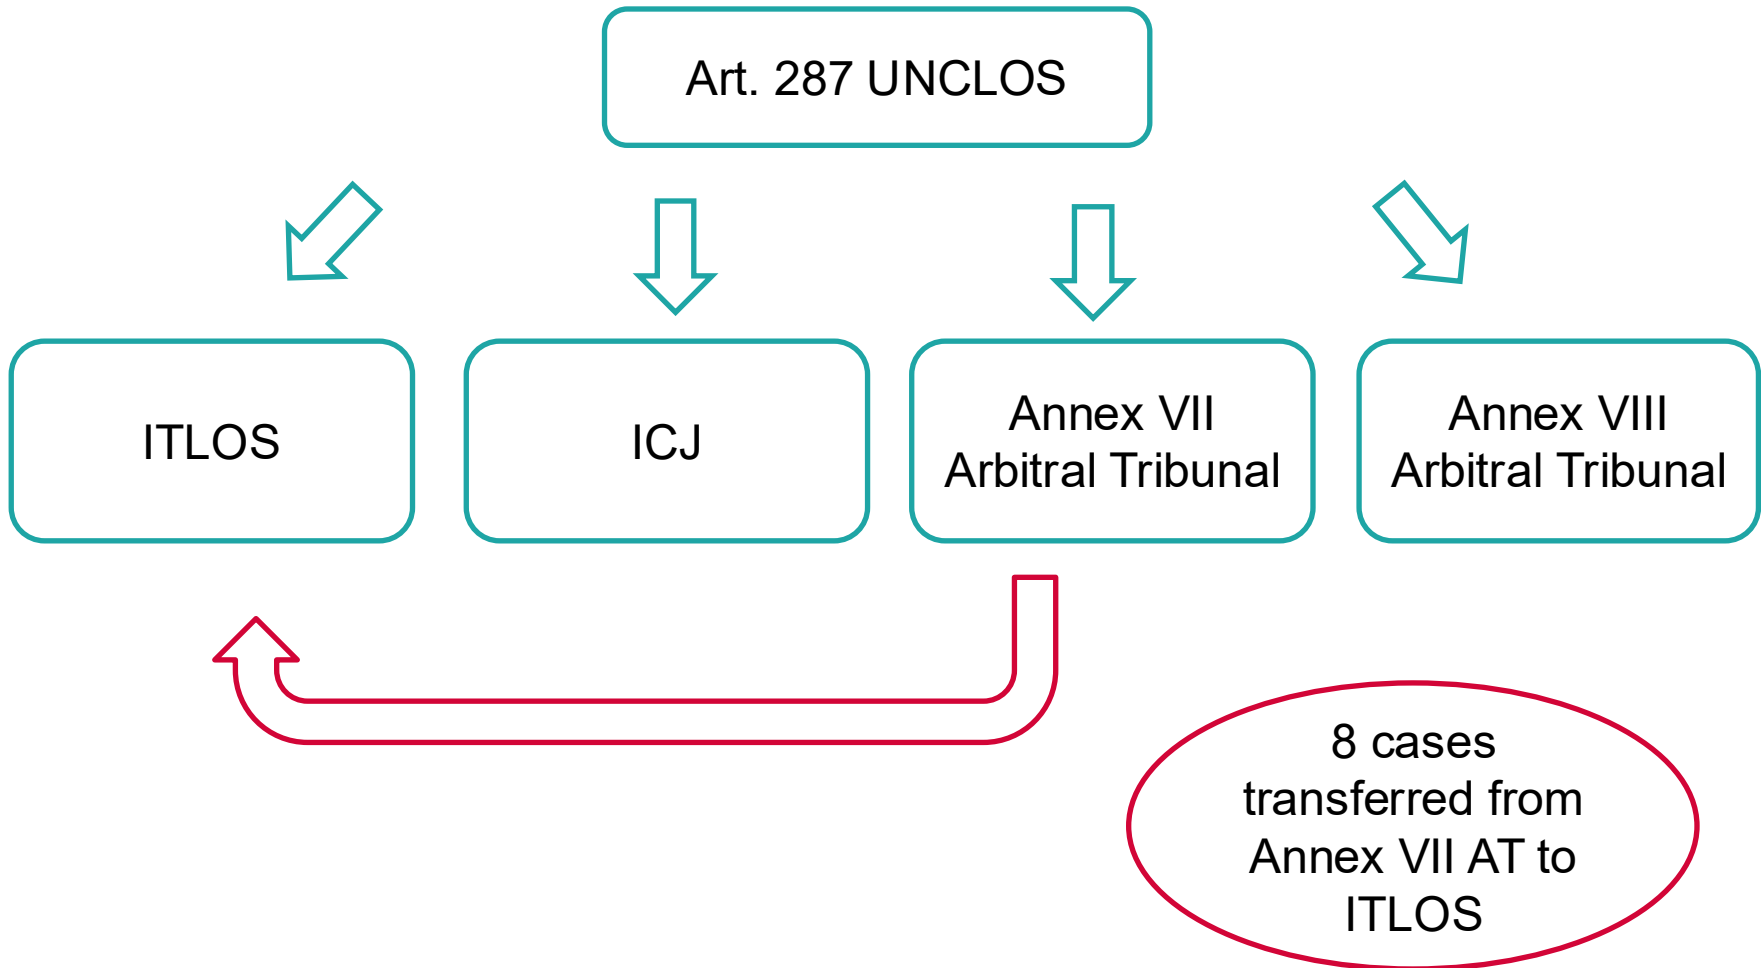 Art. 287 UNCLOS
ITLOS
ICJ
Annex VII
Arbitral Tribunal
Annex VIII
Arbitral Tribunal
8 cases
transferred from
Annex VII AT to
ITLOS